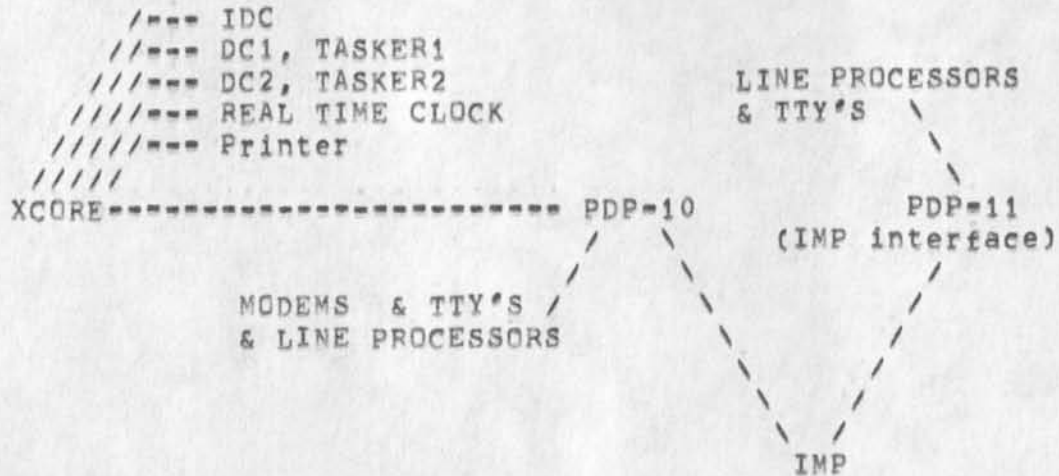 IDC
DC1, TASKER1
DC2, TASKER2
REAL TIME CLOCK
Printer
LINE PROCESSORS
& TTY'S
XCORE
PDP-10
PDP-11
(IMP interface)
MODEMS & TTY'S
& LINE PROCESSORS
IMP